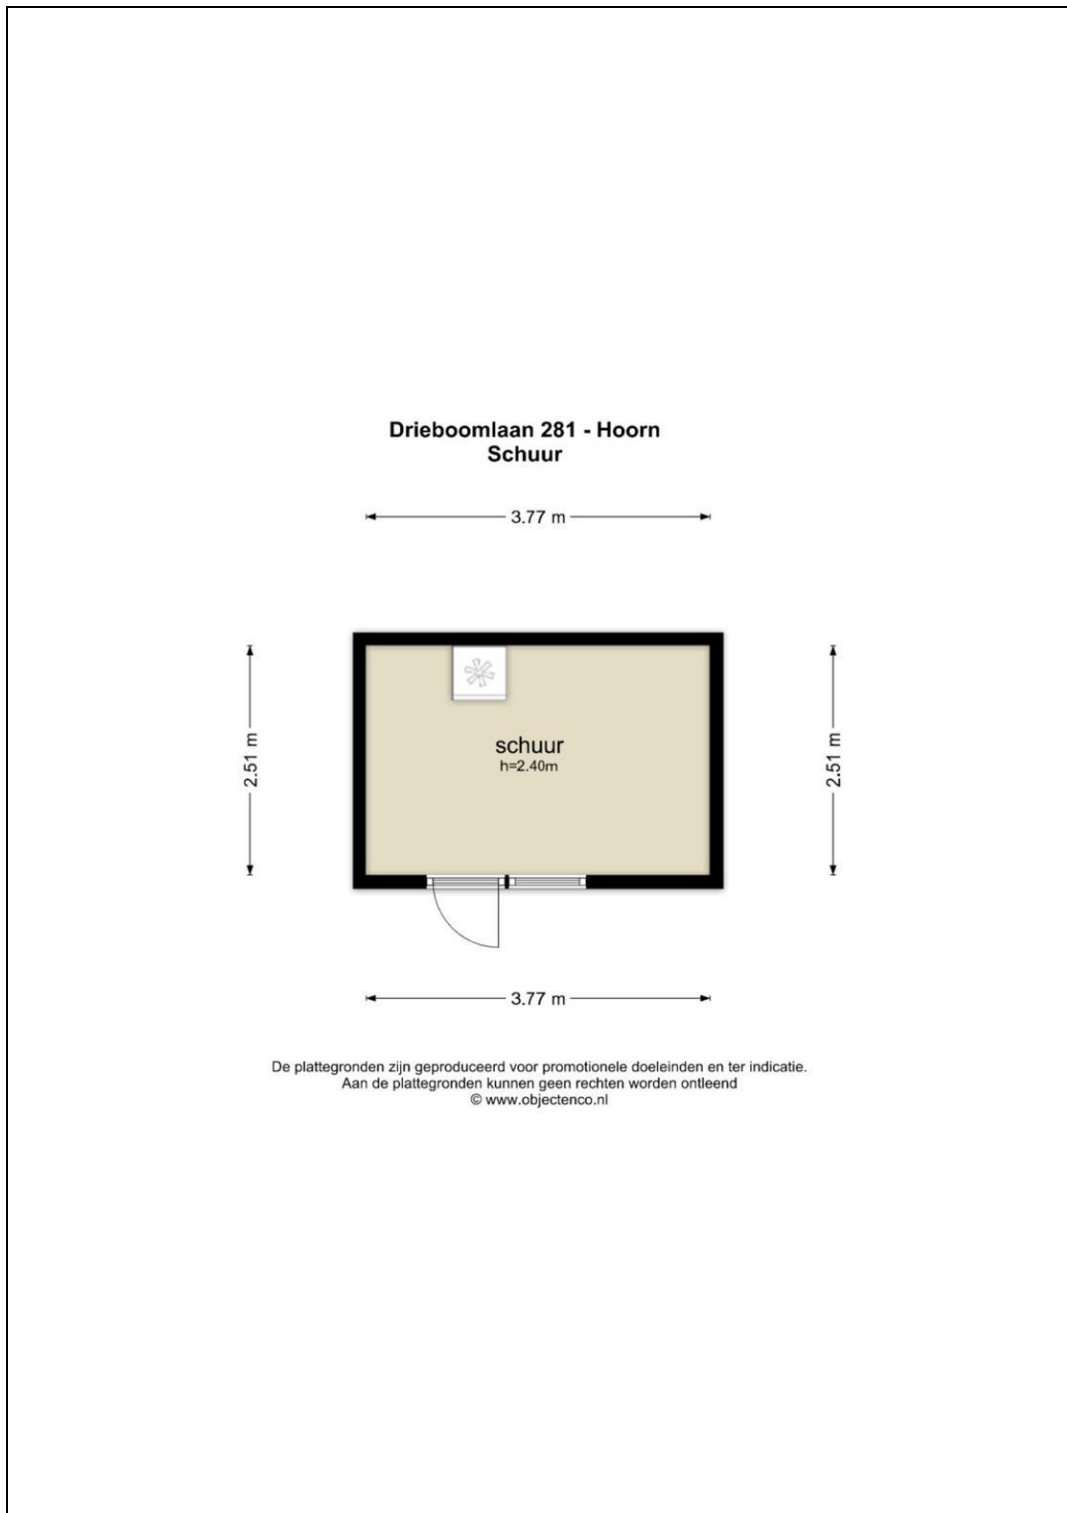 Drieboomlaan 281 - Hoorn
Schuur
3.77 m
2.51 m
2.51 m
schuur
h=2.40m
3.77 m
De plattegronden zijn geproduceerd voor promotionele doeleinden en ter indicatie.
Aan de plattegronden kunnen geen rechten worden ontleend
© www.objectenco.nl